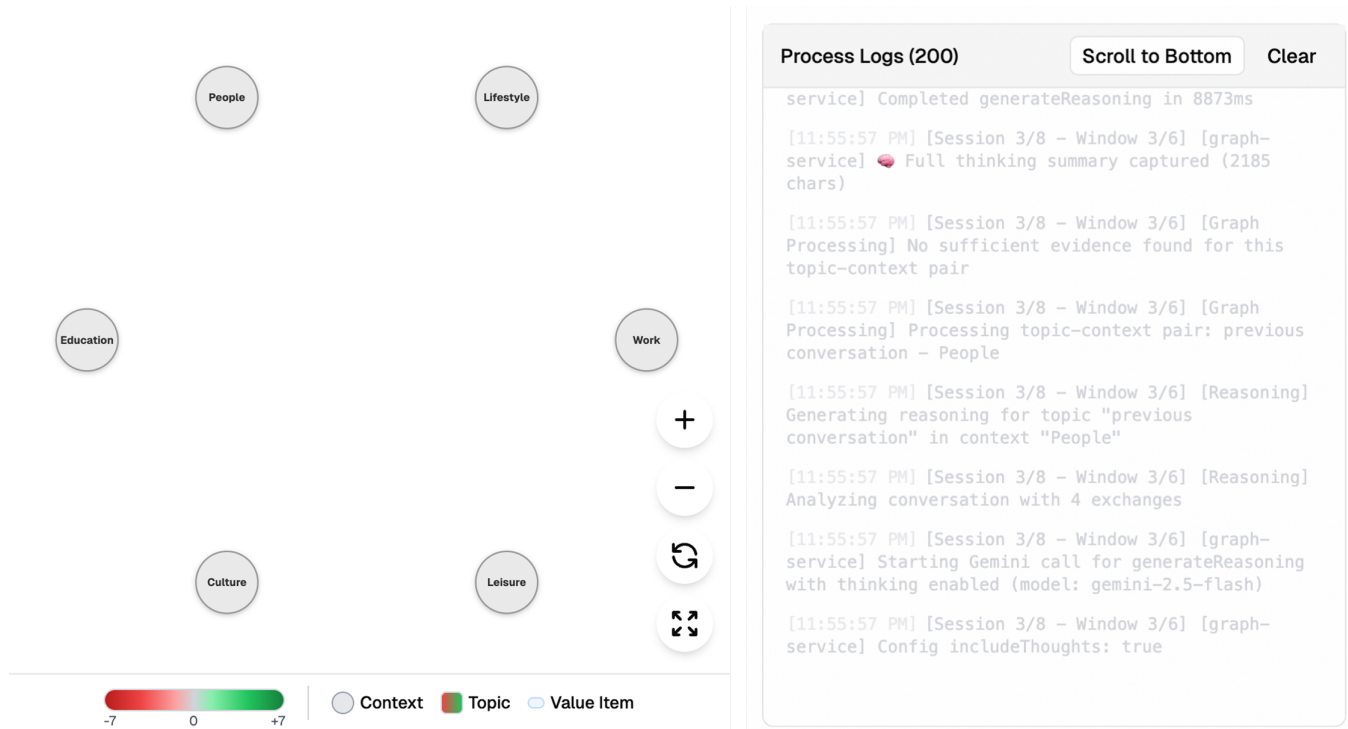 People
Lifestyle
Education
Work
Culture
Leisure
-7
0
+7
Context
Topic
Value Item
Process Logs (200)
Scroll to Bottom
Clear
service] Completed generateReasoning in 8873ms
[11:55:57 PM] [Session 3/8 – Window 3/6] [graph-
service] 🧠 Full thinking summary captured (2185
chars)
[11:55:57 PM] [Session 3/8 – Window 3/6] [Graph
Processing] No sufficient evidence found for this
topic-context pair
[11:55:57 PM] [Session 3/8 – Window 3/6] [Graph
Processing] Processing topic-context pair: previous
conversation – People
[11:55:57 PM] [Session 3/8 – Window 3/6] [Reasoning]
Generating reasoning for topic "previous
conversation" in context "People"
[11:55:57 PM] [Session 3/8 – Window 3/6] [Reasoning]
Analyzing conversation with 4 exchanges
[11:55:57 PM] [Session 3/8 – Window 3/6] [graph-
service] Starting Gemini call for generateReasoning
with thinking enabled (model: gemini-2.5-flash)
[11:55:57 PM] [Session 3/8 – Window 3/6] [graph-
service] Config includeThoughts: true